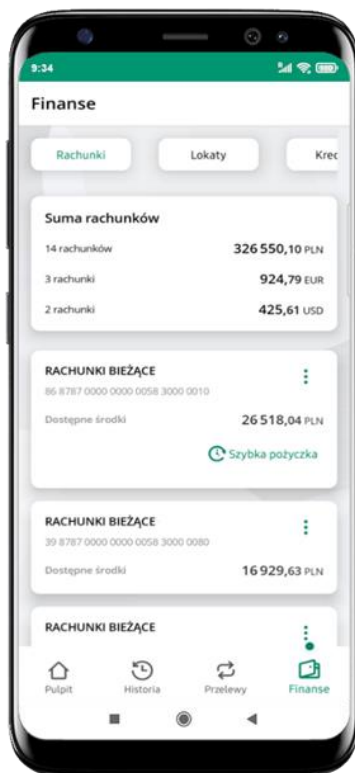 9:34
Finanse
Rachunki Lokaty Kred
Suma rachunków
14 rachunków 326 550,10 PLN
3 rachunki 924,79 EUR
2 rachunki 425,61 USD
RACHUNKI BIEŻĄCE
86 8787 0000 0000 0058 3000 0010
Dostępne środki 26 518,04 PLN
Szybka pożyczka
RACHUNKI BIEŻĄCE
39 8787 0000 0000 0058 3000 0080
Dostępne środki 16 929,63 PLN
RACHUNKI BIEŻĄCE
Pulpit Historia Przelewy Finanse